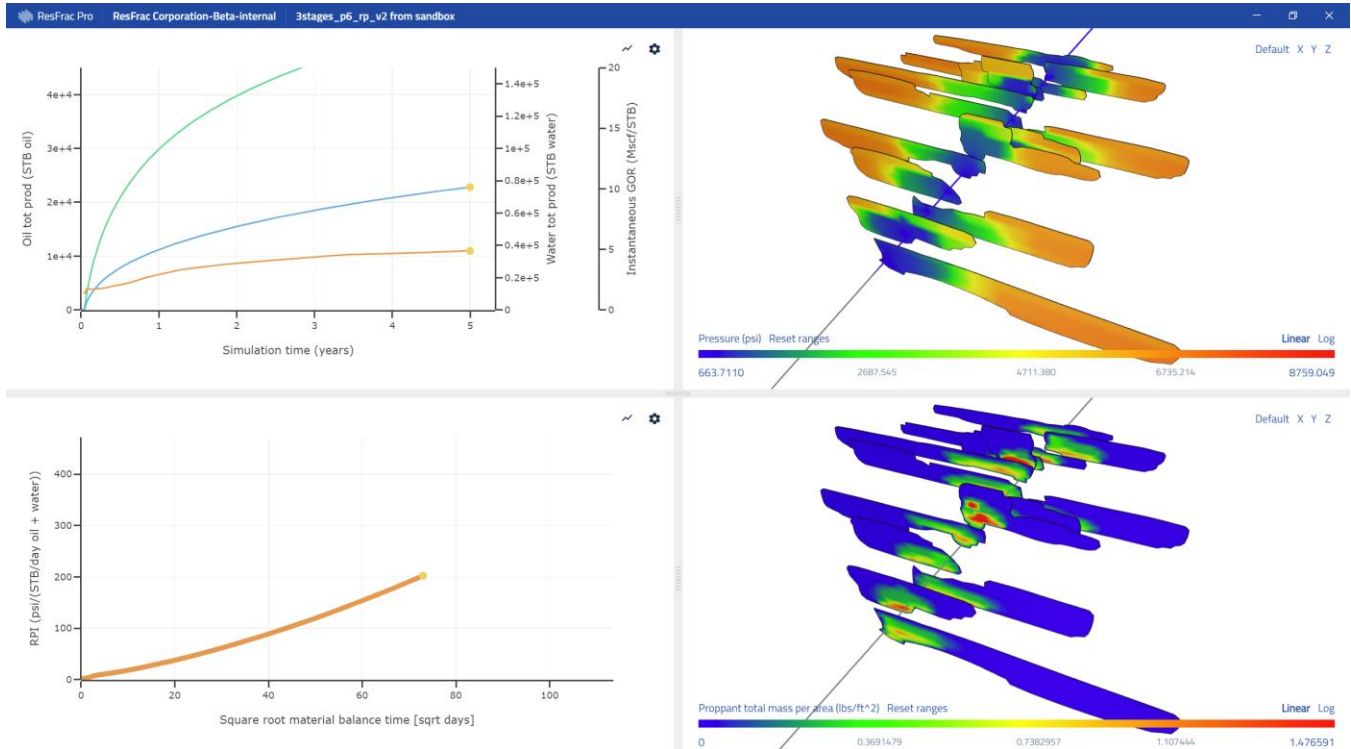 ResFrac Pro ResFrac Corporation-Beta-internal 3stages_p6_rp_v2 from sandbox
Oil tot prod (STB oil)
4e+4
3e+4
2e+4
1e+4
0
0 1 2 3 4 5
Simulation time (years)
1.4e+5
1.2e+5
1e+5
0.8e+5
0.6e+5
0.4e+5
0.2e+5
0
Water tot prod (STB water)
20
15
10
5
0
Instantaneous GOR (Mscf/STB)
Default X Y Z
Pressure (psi) Reset ranges Linear Log
663.7110 2687.545 4711.380 6735.214 8759.049
RPI (psi/(STB/day oil + water))
400
300
200
100
0
0 20 40 60 80 100
Square root material balance time [sqrt days]
Default X Y Z
Proppant total mass per area (lbs/ft^2) Reset ranges Linear Log
0 0.3691479 0.7382957 1.107444 1.476591